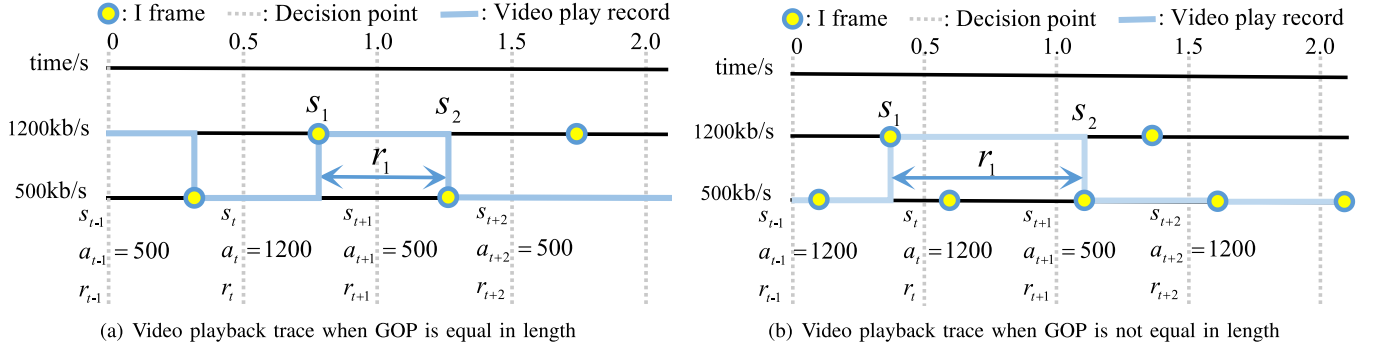 : I frame : Decision point : Video play record
0 0.5 1.0 1.5 2.0
time/s
s₁ s₂
1200kb/s
r₁
500kb/s
sₜ₋₁ sₜ sₜ₊₁ sₜ₊₂
aₜ₋₁ = 500 aₜ = 1200 aₜ₊₁ = 500 aₜ₊₂ = 500
rₜ₋₁ rₜ rₜ₊₁ rₜ₊₂
(a) Video playback trace when GOP is equal in length
: I frame : Decision point : Video play record
0 0.5 1.0 1.5 2.0
time/s
s₁ s₂
1200kb/s
r₁
500kb/s
sₜ₋₁ sₜ sₜ₊₁ sₜ₊₂
aₜ₋₁ = 1200 aₜ = 1200 aₜ₊₁ = 500 aₜ₊₂ = 1200
rₜ₋₁ rₜ rₜ₊₁ rₜ₊₂
(b) Video playback trace when GOP is not equal in length